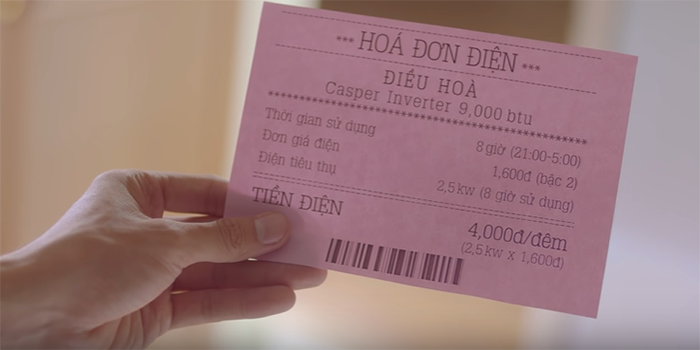 *** HOÁ ĐƠN ĐIỆN ***
ĐIỀU HOÀ
Casper Inverter 9,000 btu
Thời gian sử dụng 8 giờ (21:00-5:00)
Đơn giá điện 1,600đ (bậc 2)
Điện tiêu thụ 2,5 kw (8 giờ sử dụng)
TIỀN ĐIỆN 4,000đ/đêm
(2,5 kw x 1,600đ)